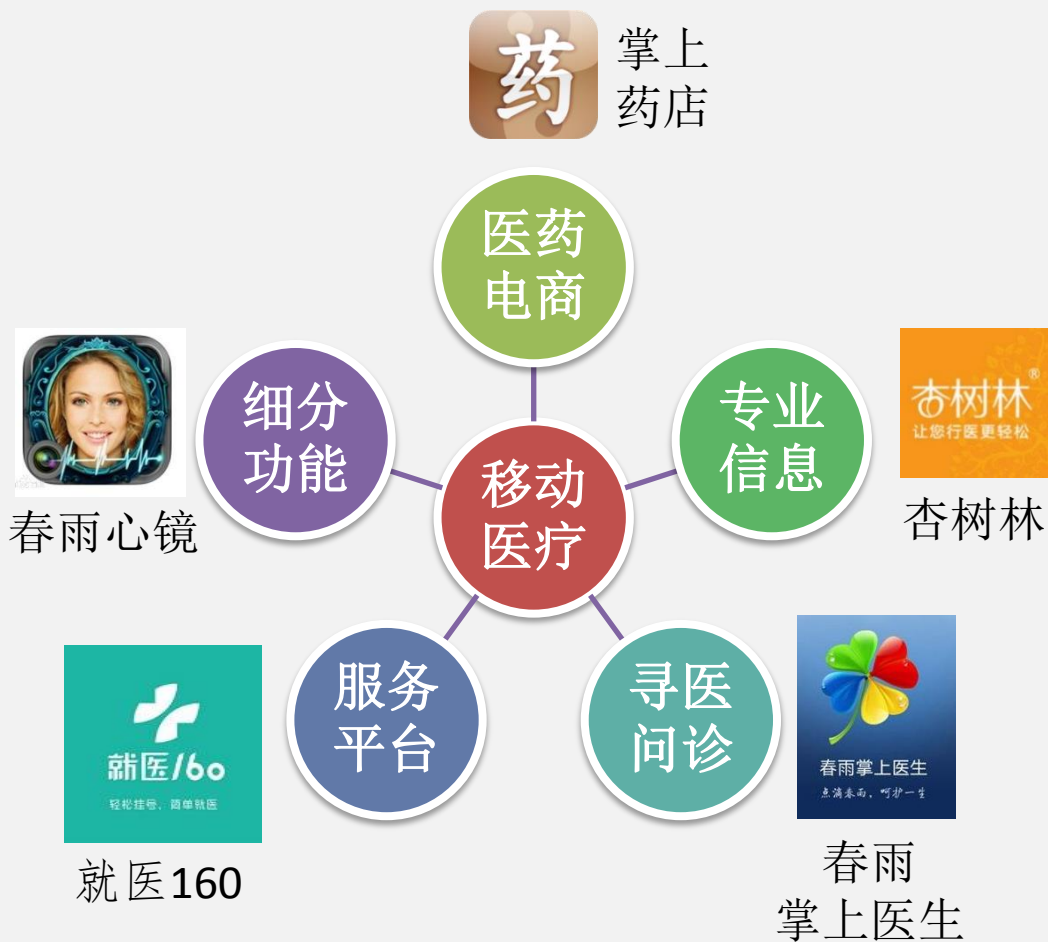 药
掌上
药店
医药
电商
细分
功能
专业
信息
移动
医疗
杏树林®
让您行医更轻松
春雨心镜
杏树林
服务
平台
寻医
问诊
就医160
轻松挂号、简单就医
春雨掌上医生
点滴春雨，呵护一生
就医160
春雨
掌上医生